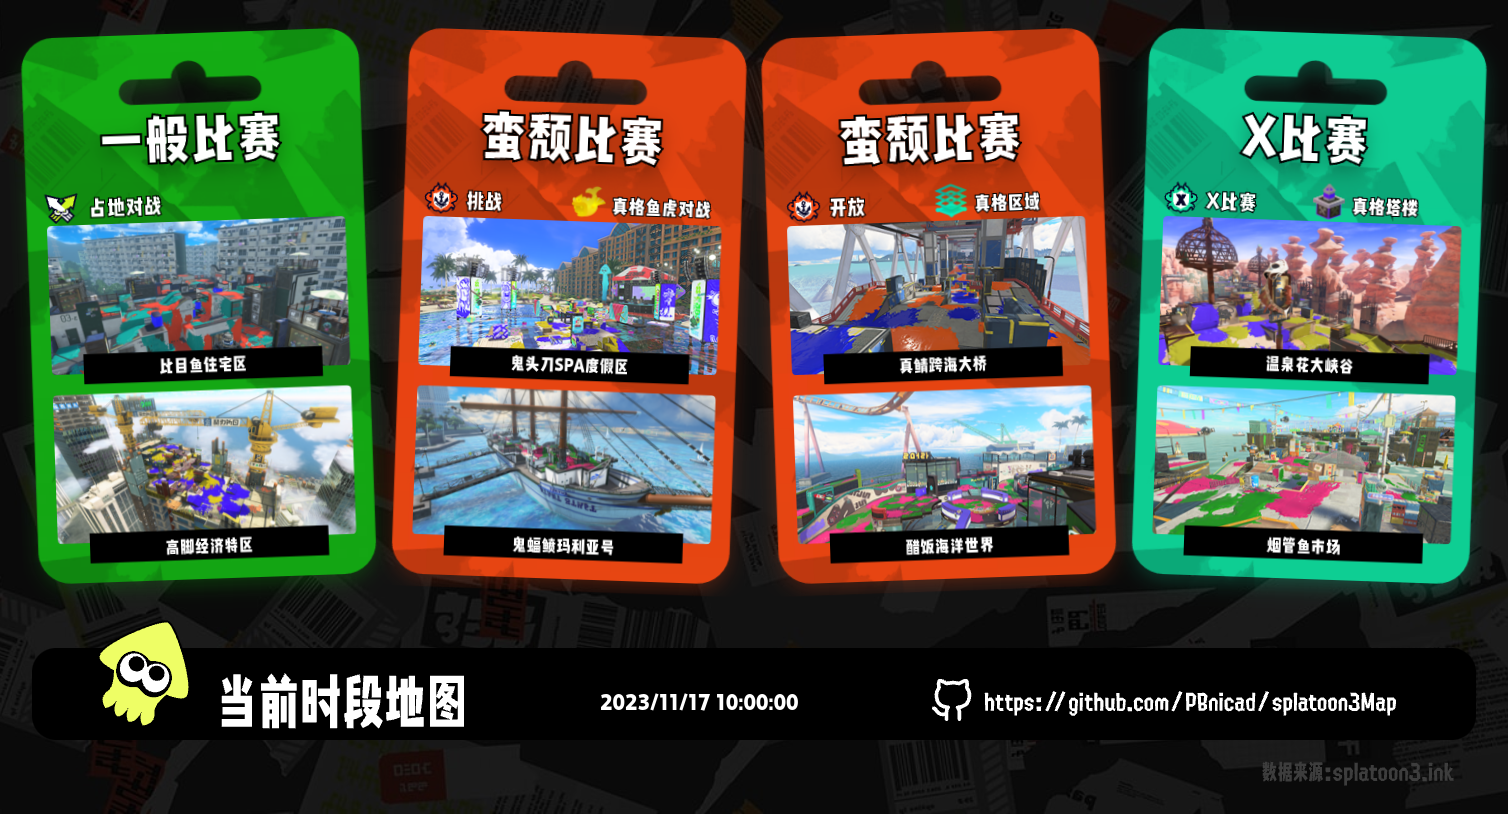 一般比赛
占地对战
比目鱼住宅区
高脚经济特区
蛮颓比赛
挑战
真格鱼虎对战
鬼头刀SPA度假区
鬼蝠鲼玛利亚号
蛮颓比赛
开放
真格区域
真鲭跨海大桥
醋饭海洋世界
X比赛
X比赛
真格塔楼
温泉花大峡谷
烟管鱼市场
当前时段地图
2023/11/17 10:00:00
https://github.com/PBnicad/splatoon3Map
数据来源:splatoon3.ink